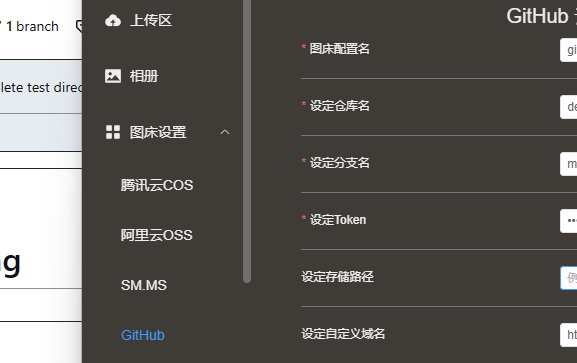 1 branch
lete test direc
g
上传区
相册
图床设置
腾讯云COS
阿里云OSS
SM.MS
GitHub
GitHub
* 图床配置名
gi
* 设定仓库名
de
* 设定分支名
m
* 设定Token
••
设定存储路径
例
设定自定义域名
ht